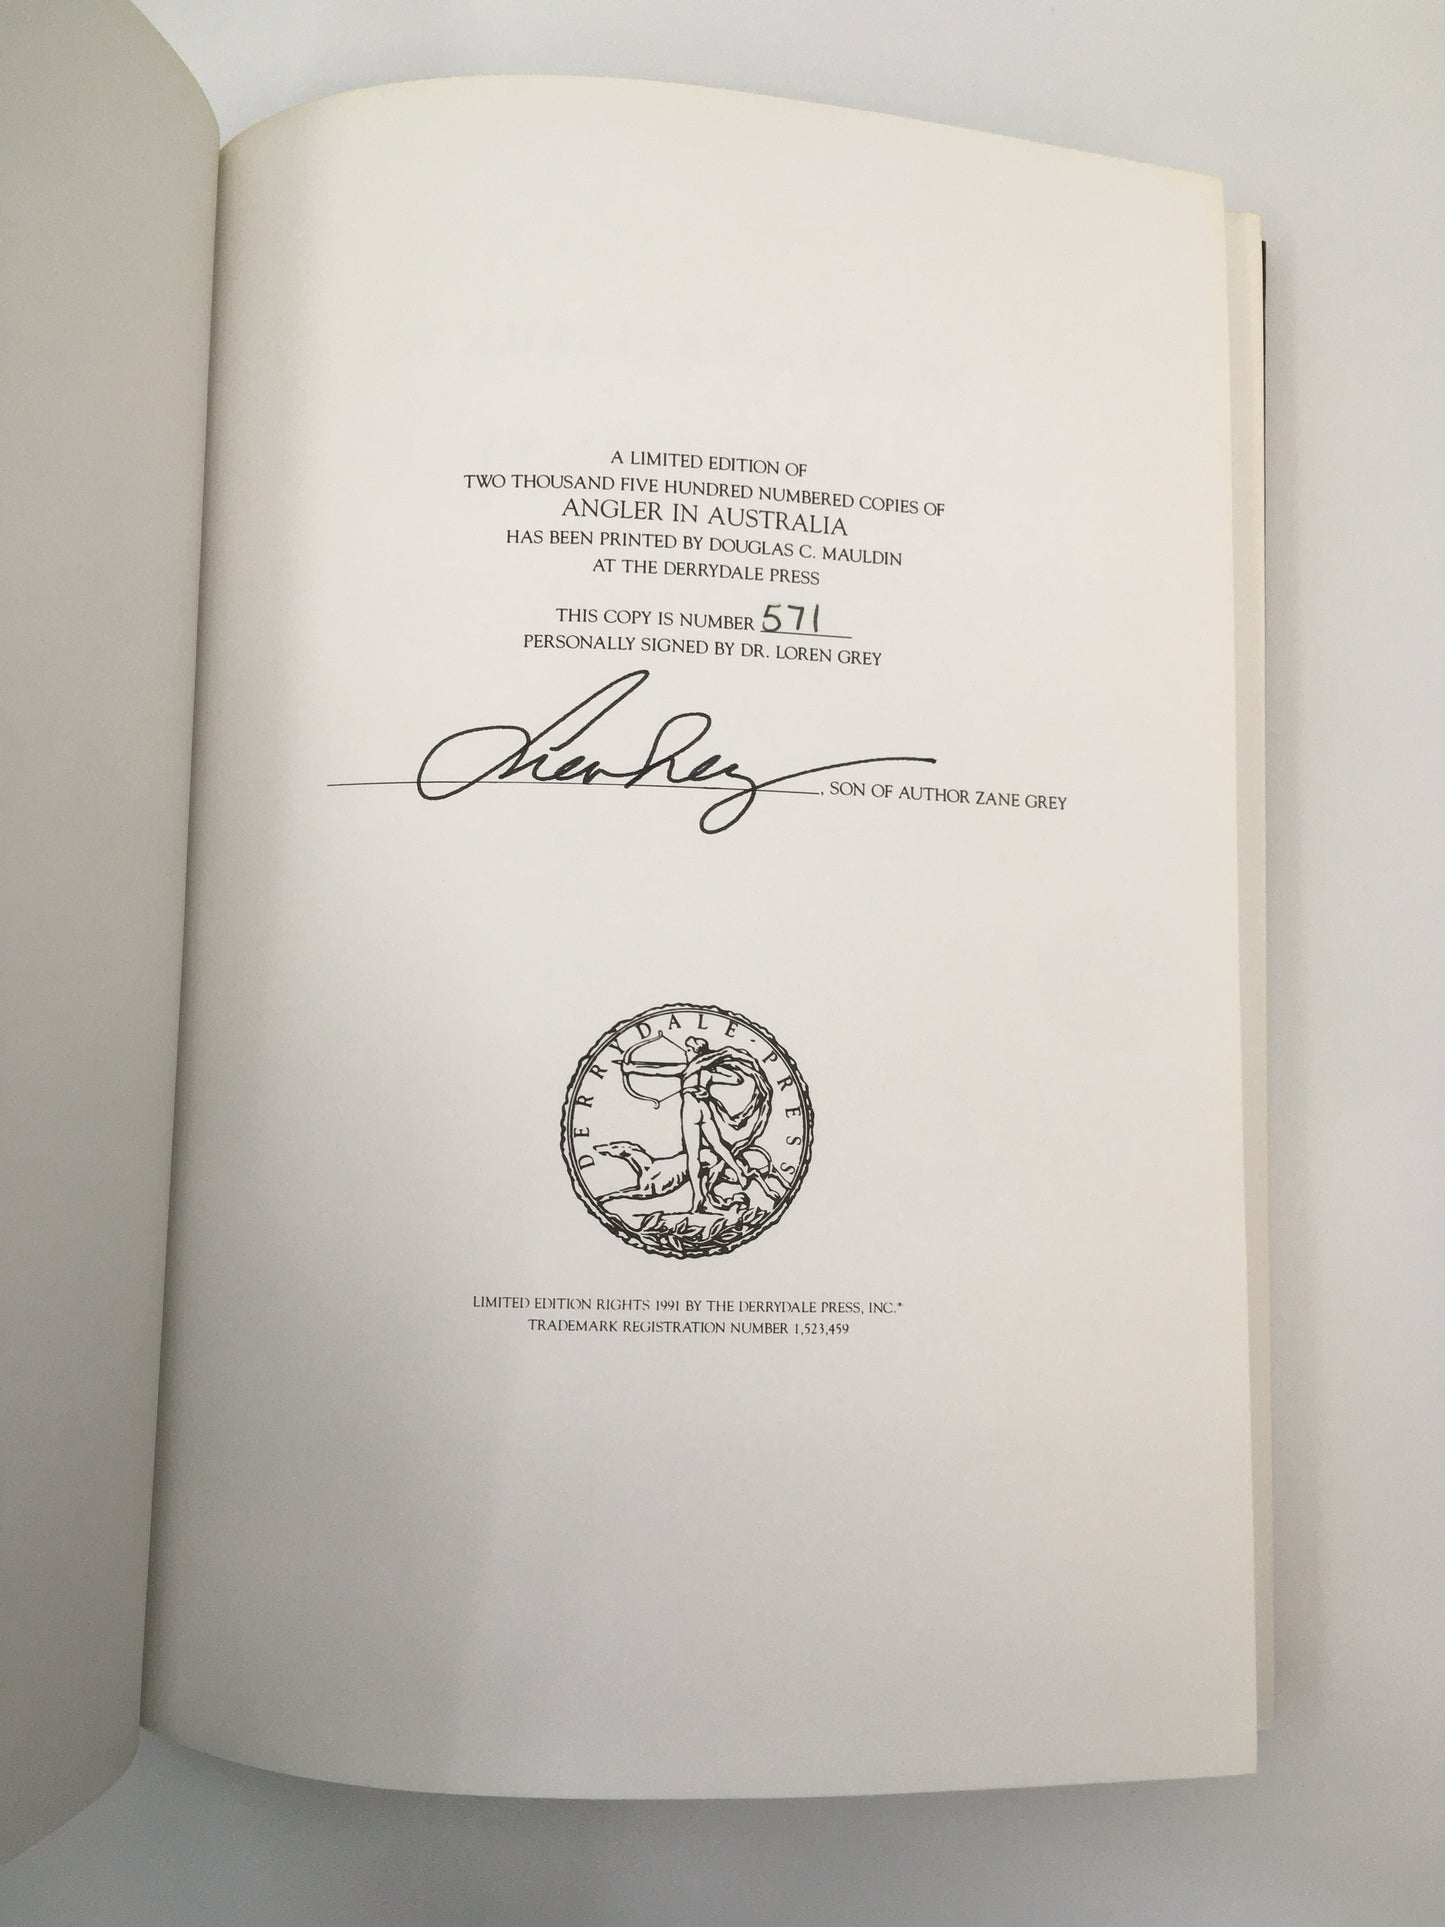 A LIMITED EDITION OF
TWO THOUSAND FIVE HUNDRED NUMBERED COPIES OF
ANGLER IN AUSTRALIA
HAS BEEN PRINTED BY DOUGLAS C. MAULDIN
AT THE DERRYDALE PRESS
THIS COPY IS NUMBER 571
PERSONALLY SIGNED BY DR. LOREN GREY
Loren Grey, SON OF AUTHOR ZANE GREY
DERRYDALE-PRESS
LIMITED EDITION RIGHTS 1991 BY THE DERRYDALE PRESS, INC.*
TRADEMARK REGISTRATION NUMBER 1,523,459